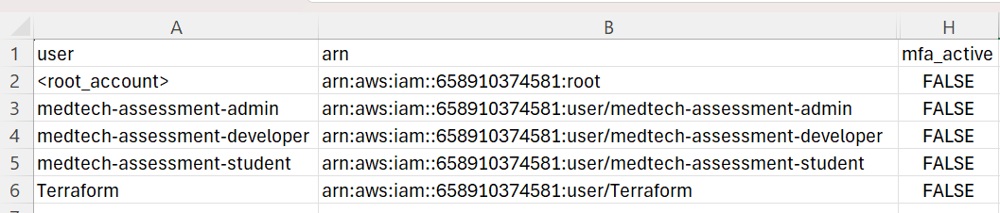 A B H
1 user arn mfa_active
2 <root_account> arn:aws:iam::658910374581:root FALSE
3 medtech-assessment-admin arn:aws:iam::658910374581:user/medtech-assessment-admin FALSE
4 medtech-assessment-developer arn:aws:iam::658910374581:user/medtech-assessment-developer FALSE
5 medtech-assessment-student arn:aws:iam::658910374581:user/medtech-assessment-student FALSE
6 Terraform arn:aws:iam::658910374581:user/Terraform FALSE